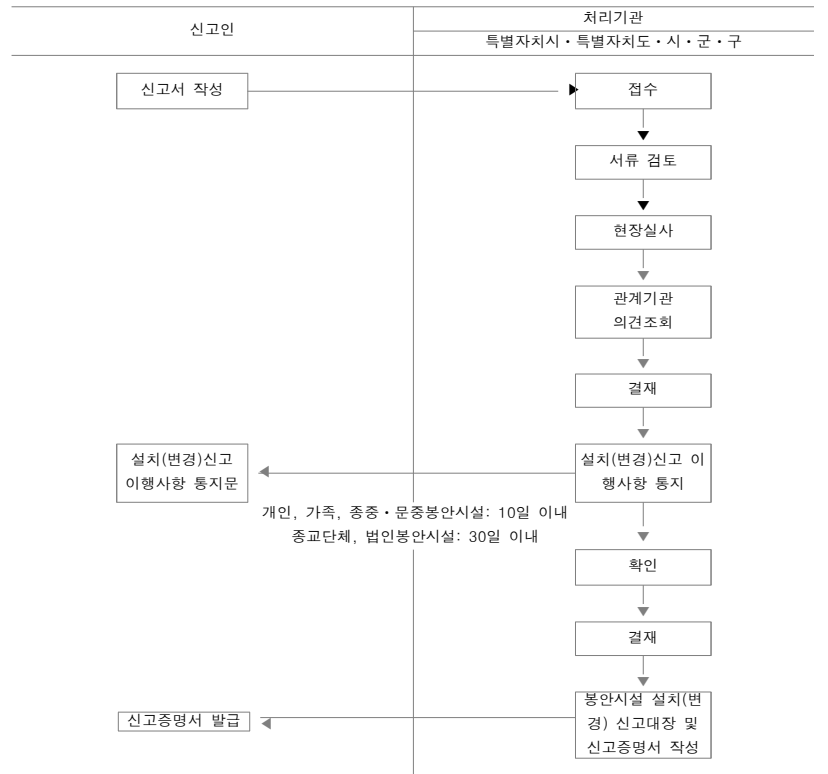 신고인
처리기관
특별자치시·특별자치도·시·군·구
신고서 작성
접수
서류 검토
현장실사
관계기관
의견조회
결재
설치(변경)신고
이행사항 통지문
설치(변경)신고 이
행사항 통지
개인, 가족, 종중·문중봉안시설: 10일 이내
종교단체, 법인봉안시설: 30일 이내
확인
결재
신고증명서 발급
봉안시설 설치(변
경) 신고대장 및
신고증명서 작성